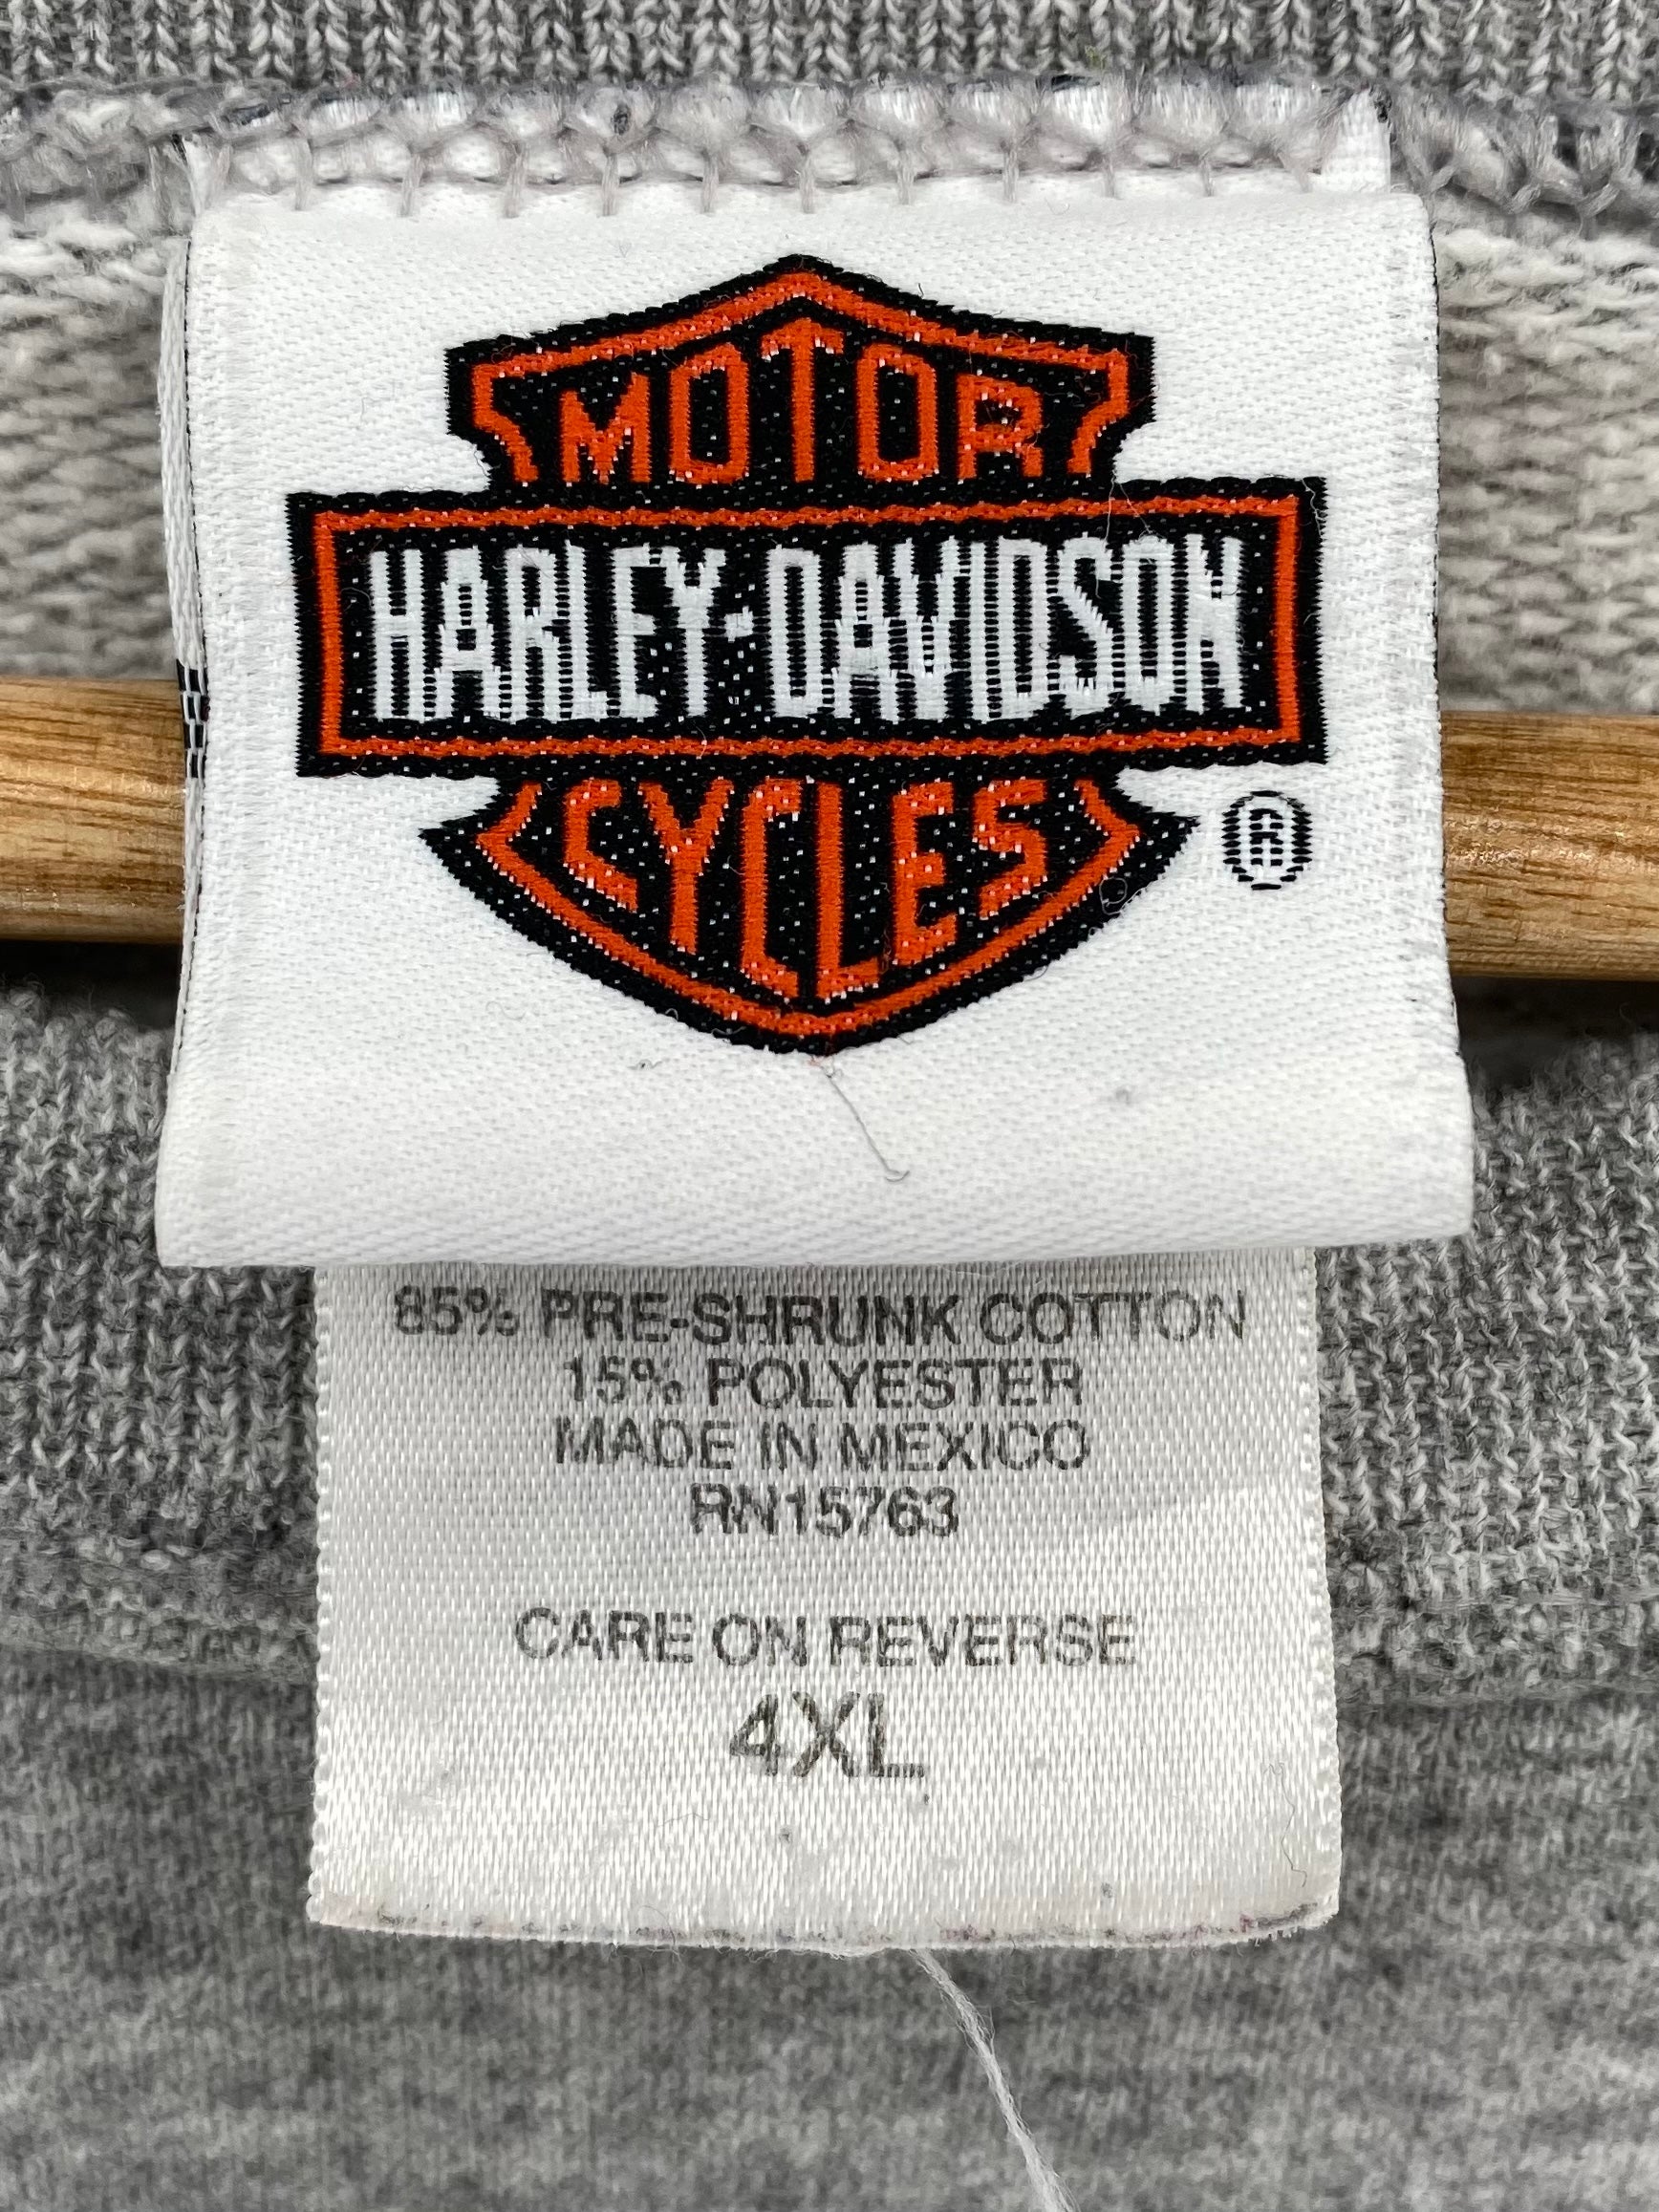 MOTOR
HARLEY-DAVIDSON
CYCLES
®
85% PRE-SHRUNK COTTON
15% POLYESTER
MADE IN MEXICO
RN15763
CARE ON REVERSE
4XL